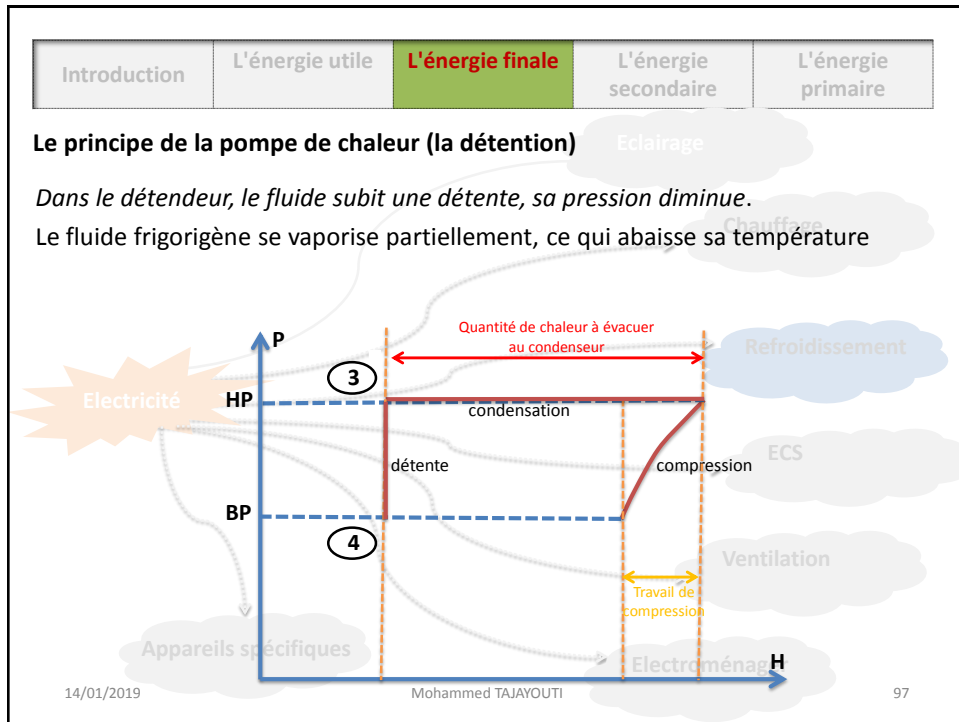 Introduction
L'énergie utile
L'énergie finale
L'énergie
secondaire
L'énergie
primaire
Le principe de la pompe de chaleur (la détention)
Eclairage
Dans le détendeur, le fluide subit une détente, sa pression diminue.
Chauffage
Le fluide frigorigène se vaporise partiellement, ce qui abaisse sa température
P
Quantité de chaleur à évacuer
au condenseur
Refroidissement
3
Electricité
HP
condensation
détente
compression
ECS
BP
4
Ventilation
Travail de
compression
Appareils spécifiques
Electroménager
H
14/01/2019
Mohammed TAJAYOUTI
97